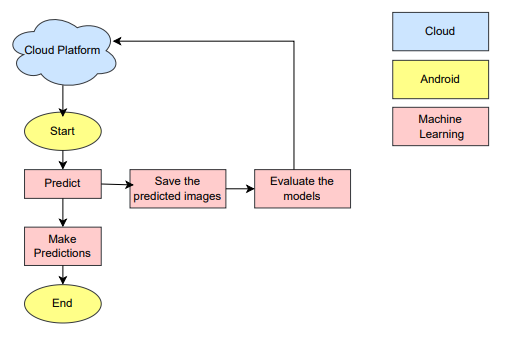 Cloud Platform
Start
Predict
Save the
predicted images
Evaluate the
models
Make
Predictions
End
Cloud
Android
Machine
Learning